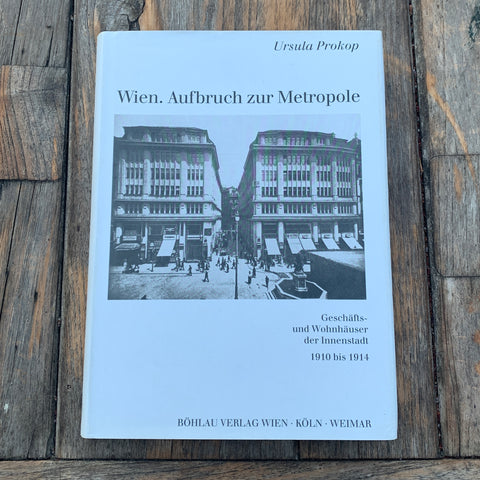 Ursula Prokop
Wien. Aufbruch zur Metropole
Geschäfts-
und Wohnhäuser
der Innenstadt
1910 bis 1914
BÖHLAU VERLAG WIEN · KÖLN · WEIMAR